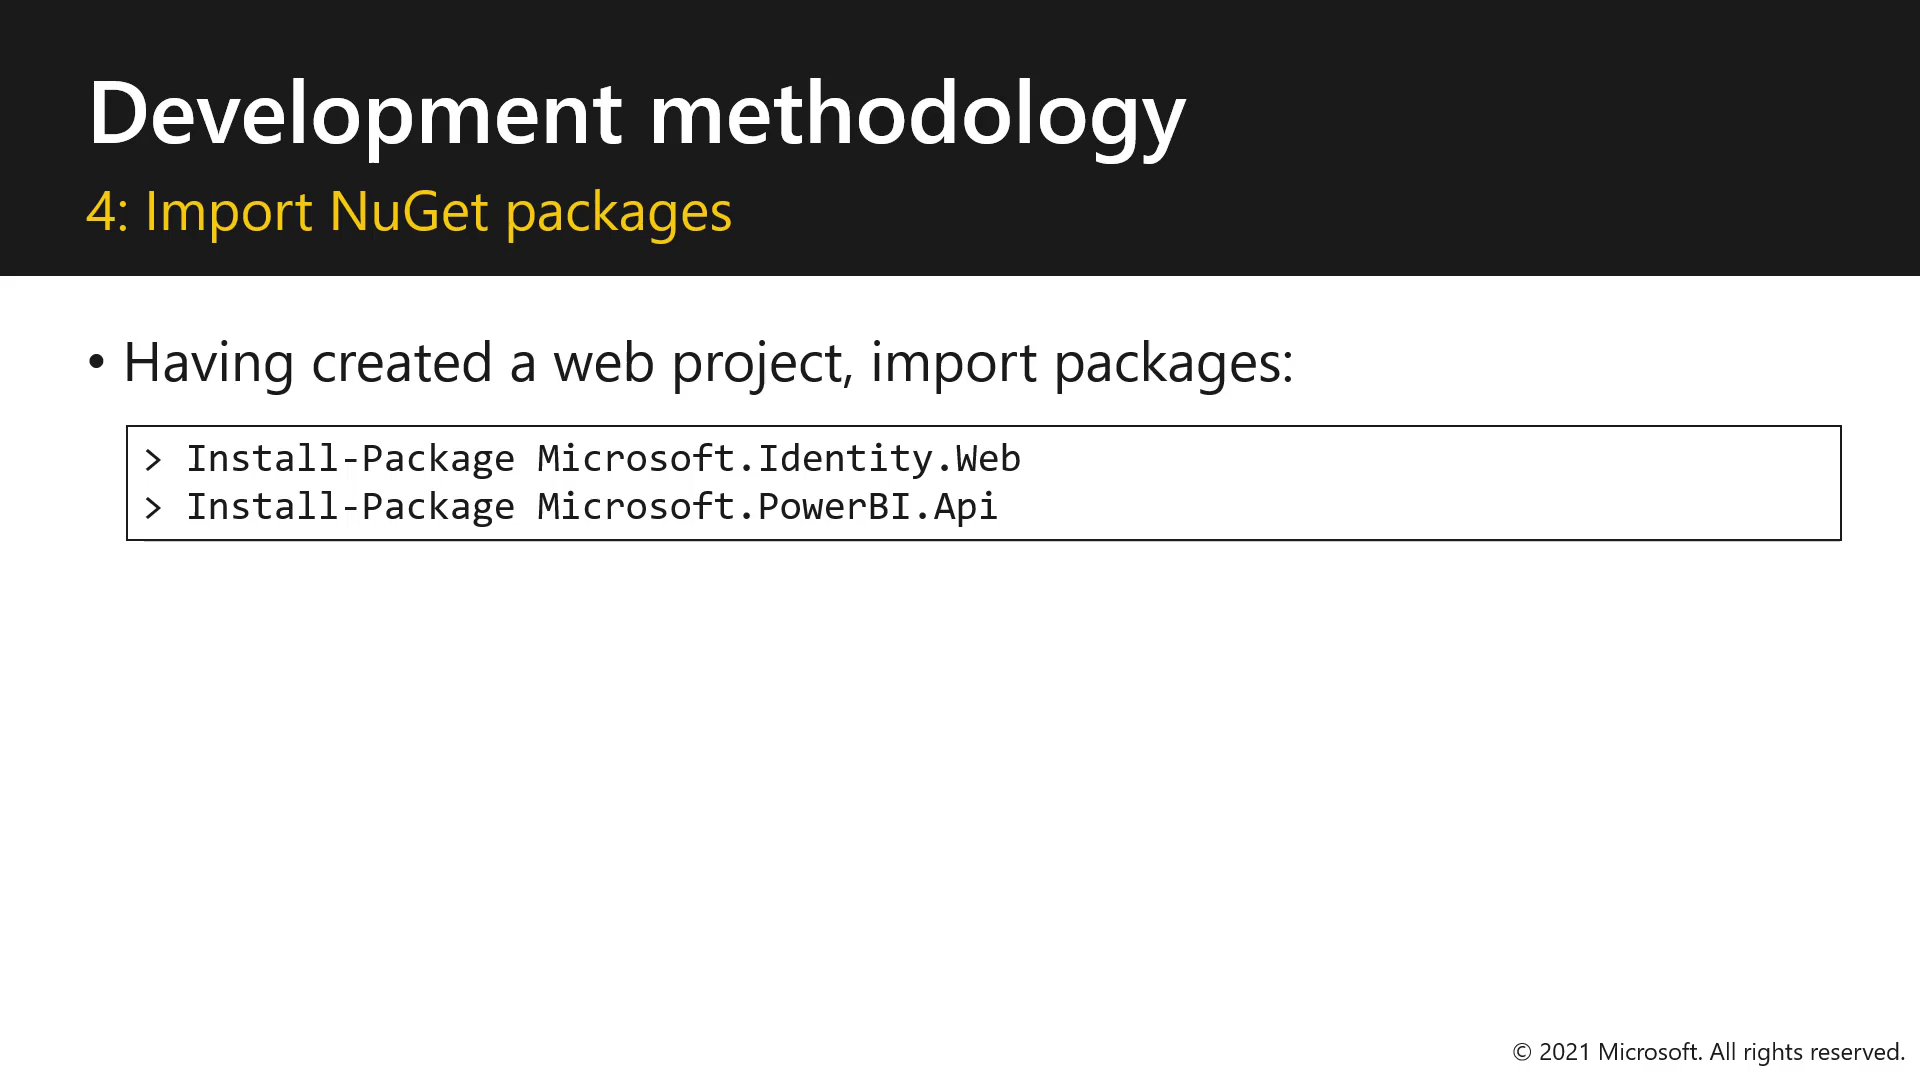 Development methodology
4: Import NuGet packages
• Having created a web project, import packages:
> Install-Package Microsoft.Identity.Web
> Install-Package Microsoft.PowerBI.Api
© 2021 Microsoft. All rights reserved.